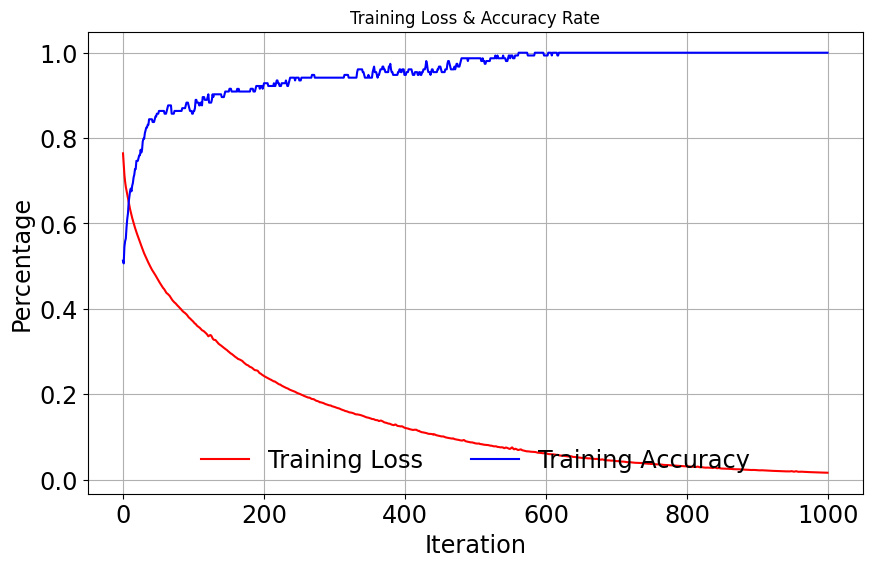 Training Loss & Accuracy Rate
1.0
0.8
0.6
0.4
0.2
0.0
Percentage
Training Loss
Training Accuracy
0 200 400 600 800 1000
Iteration